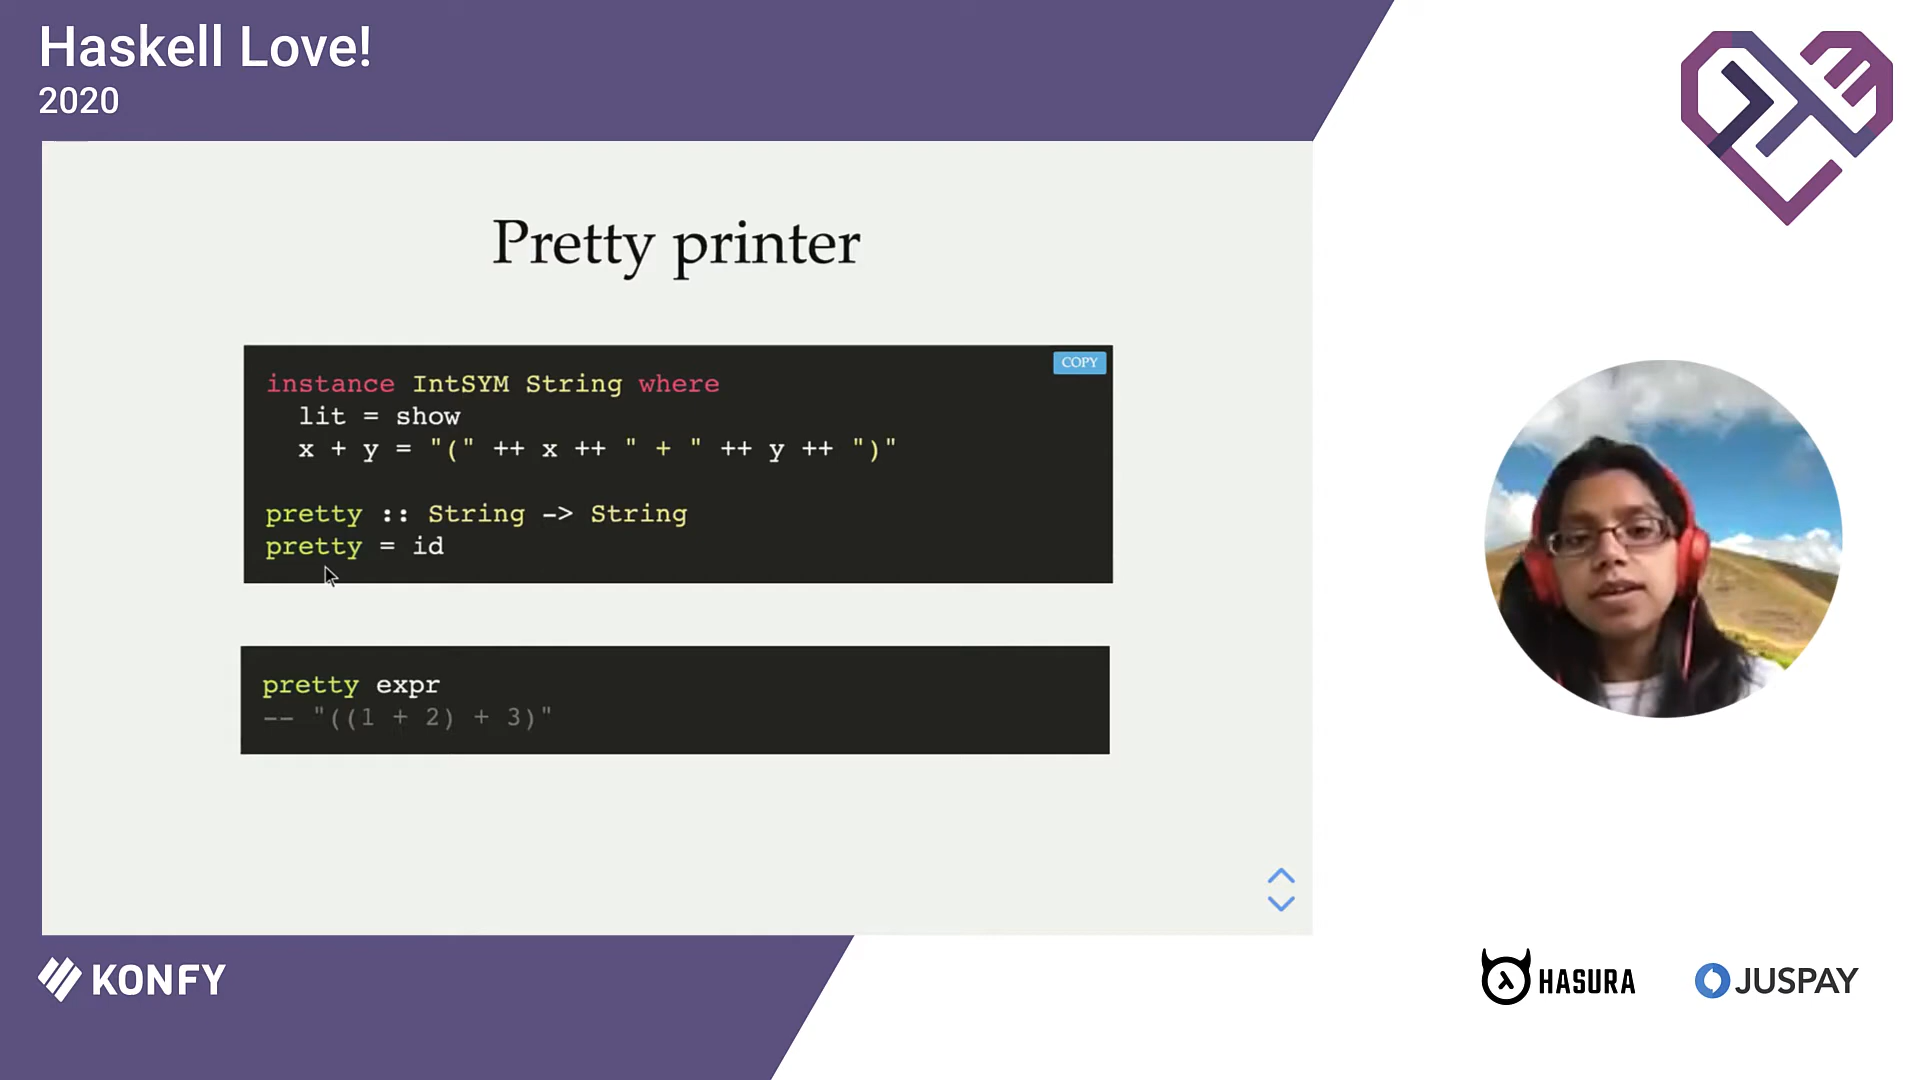 Haskell Love!
2020
Pretty printer
COPY
instance IntSYM String where
  lit = show
  x + y = "(" ++ x ++ " + " ++ y ++ ")"
pretty :: String -> String
pretty = id
pretty expr
-- "((1 + 2) + 3)"
KONFY
HASURA
JUSPAY